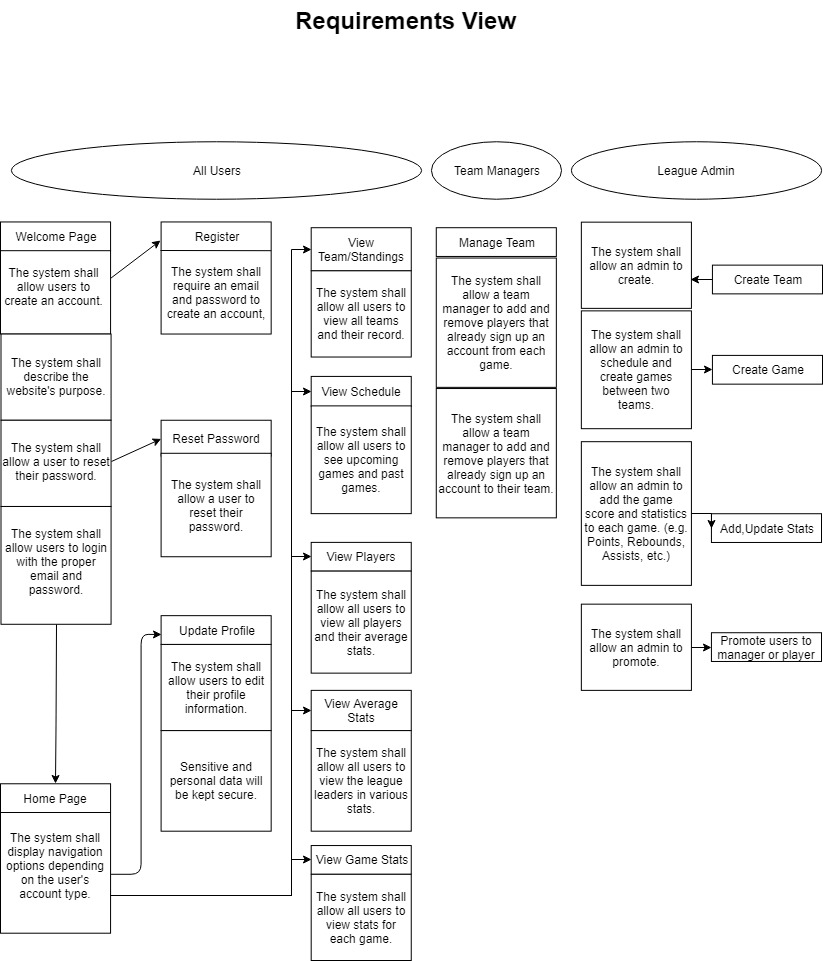 Requirements View
All Users
Team Managers
League Admin
Welcome Page
The system shall
allow users to
create an account.
The system shall
describe the
website's purpose.
The system shall
allow a user to reset
their password.
The system shall
allow users to login
with the proper
email and
password.
Home Page
The system shall
display navigation
options depending
on the user's
account type.
Register
The system shall
require an email
and password to
create an account,
Reset Password
The system shall
allow a user to
reset their
password.
Update Profile
The system shall
allow users to edit
their profile
information.
Sensitive and
personal data will
be kept secure.
View
Team/Standings
The system shall
allow all users to
view all teams
and their record.
View Schedule
The system shall
allow all users to
see upcoming
games and past
games.
View Players
The system shall
allow all users to
view all players
and their average
stats.
View Average
Stats
The system shall
allow all users to
view the league
leaders in various
stats.
View Game Stats
The system shall
allow all users to
view stats for
each game.
Manage Team
The system shall
allow a team
manager to add and
remove players that
already sign up an
account from each
game.
The system shall
allow a team
manager to add and
remove players that
already sign up an
account to their team.
The system shall
allow an admin to
create.
Create Team
The system shall
allow an admin to
schedule and
create games
between two
teams.
Create Game
The system shall
allow an admin to
add the game
score and statistics
to each game. (e.g.
Points, Rebounds,
Assists, etc.)
Add,Update Stats
The system shall
allow an admin to
promote.
Promote users to
manager or player